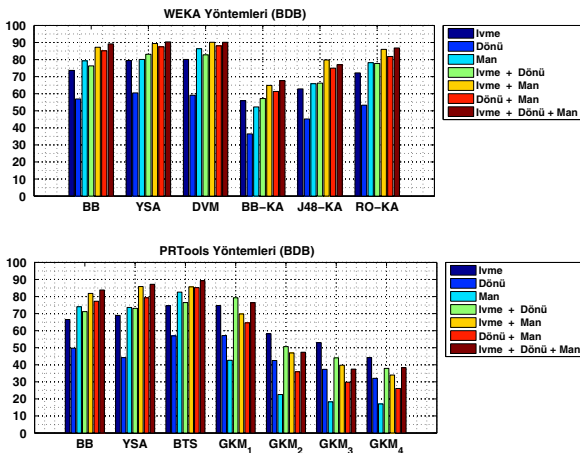 WEKA Yöntemleri (BDB)
100
90
80
70
60
50
40
30
20
10
0
BB YSA DVM BB−KA J48−KA RO−KA
Ivme
Dönü
Man
Ivme + Dönü
Ivme + Man
Dönü + Man
Ivme + Dönü + Man
PRTools Yöntemleri (BDB)
100
90
80
70
60
50
40
30
20
10
0
BB YSA BTS GKM1 GKM2 GKM3 GKM4
Ivme
Dönü
Man
Ivme + Dönü
Ivme + Man
Dönü + Man
Ivme + Dönü + Man